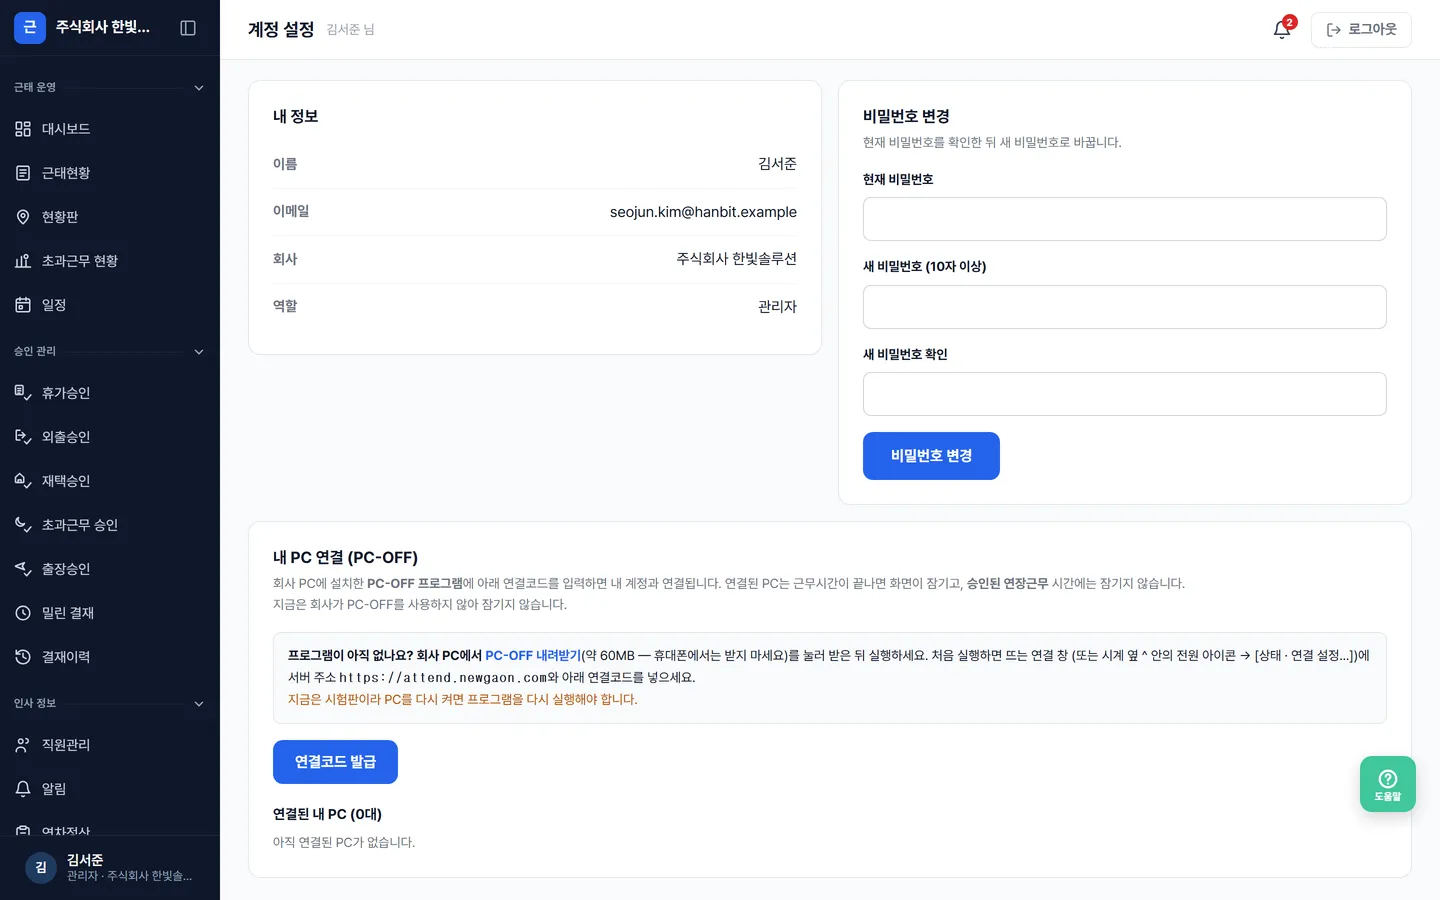 근
주식회사 한빛...
근태 운영
대시보드
근태현황
현황판
초과근무 현황
일정
승인 관리
휴가승인
외출승인
재택승인
초과근무 승인
출장승인
밀린 결재
결재이력
인사 정보
직원관리
알림
연차정산
김
김서준
관리자 · 주식회사 한빛솔...
계정 설정
김서준 님
2
로그아웃
내 정보
이름
김서준
이메일
seojun.kim@hanbit.example
회사
주식회사 한빛솔루션
역할
관리자
비밀번호 변경
현재 비밀번호를 확인한 뒤 새 비밀번호로 바꿉니다.
현재 비밀번호
새 비밀번호 (10자 이상)
새 비밀번호 확인
비밀번호 변경
내 PC 연결 (PC-OFF)
회사 PC에 설치한 PC-OFF 프로그램에 아래 연결코드를 입력하면 내 계정과 연결됩니다. 연결된 PC는 근무시간이 끝나면 화면이 잠기고, 승인된 연장근무 시간에는 잠기지 않습니다.
지금은 회사가 PC-OFF를 사용하지 않아 잠기지 않습니다.
프로그램이 아직 없나요? 회사 PC에서 PC-OFF 내려받기(약 60MB — 휴대폰에서는 받지 마세요)를 눌러 받은 뒤 실행하세요. 처음 실행하면 뜨는 연결 창 (또는 시계 옆 ^ 안의 전원 아이콘 → [상태 · 연결 설정...])에
서버 주소 https://attend.newgaon.com와 아래 연결코드를 넣으세요.
지금은 시험판이라 PC를 다시 켜면 프로그램을 다시 실행해야 합니다.
연결코드 발급
연결된 내 PC (0대)
아직 연결된 PC가 없습니다.
도움말